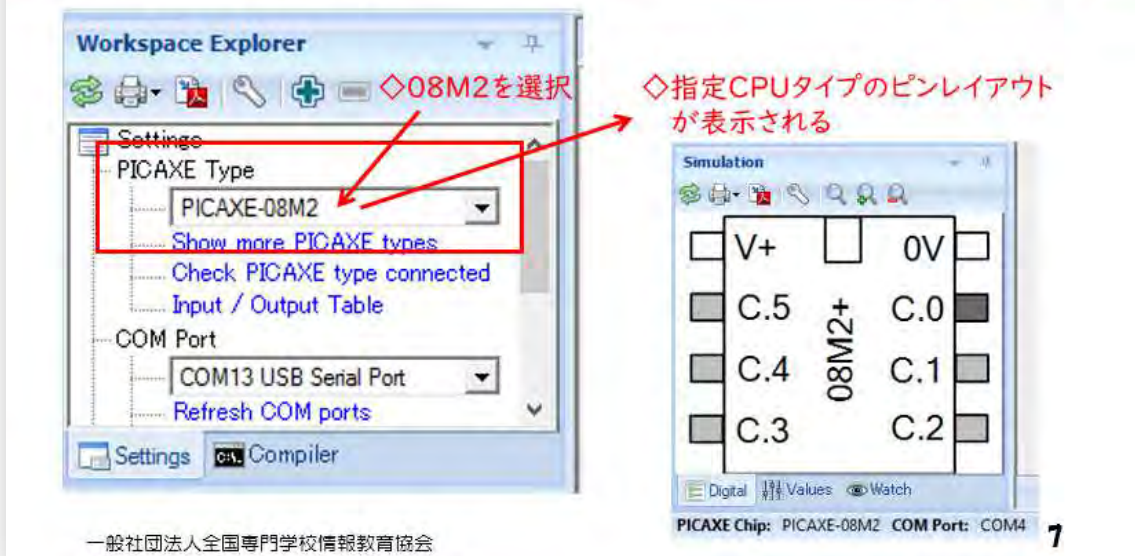 Workspace Explorer
◇08M2を選択
Settings
PICAXE Type
PICAXE-08M2
Show more PICAXE types
Check PICAXE type connected
Input / Output Table
COM Port
COM13 USB Serial Port
Refresh COM ports
Settings
C:\.
Compiler
◇指定CPUタイプのピンレイアウト
が表示される
Simulation
V+
0V
C.5
C.0
08M2+
C.4
C.1
C.3
C.2
Digital
Values
Watch
PICAXE Chip: PICAXE-08M2 COM Port: COM4
一般社団法人全国専門学校情報教育協会
7